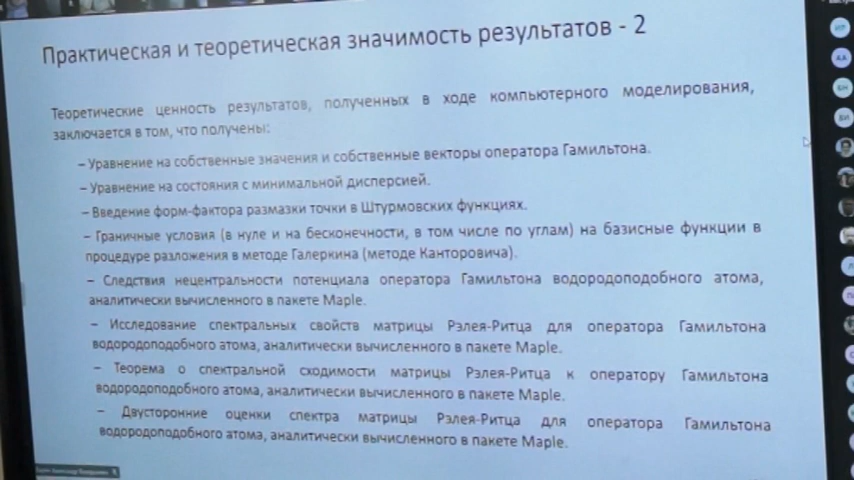 Практическая и теоретическая значимость результатов - 2
Теоретические ценность результатов, полученных в ходе компьютерного моделирования,
заключается в том, что получены:
– Уравнение на собственные значения и собственные векторы оператора Гамильтона.
– Уравнение на состояния с минимальной дисперсией.
– Введение форм-фактора размазки точки в Штурмовских функциях.
– Граничные условия (в нуле и на бесконечности, в том числе по углам) на базисные функции в
процедуре разложения в методе Галеркина (методе Канторовича).
– Следствия нецентральности потенциала оператора Гамильтона водородоподобного атома,
аналитически вычисленного в пакете Maple.
– Исследование спектральных свойств матрицы Рэлея-Ритца для оператора Гамильтона
водородоподобного атома, аналитически вычисленного в пакете Maple.
– Теорема о спектральной сходимости матрицы Рэлея-Ритца к оператору Гамильтона
водородоподобного атома, аналитически вычисленного в пакете Maple.
– Двусторонние оценки спектра матрицы Рэлея-Ритца для оператора Гамильтона
водородоподобного атома, аналитически вычисленного в пакете Maple.